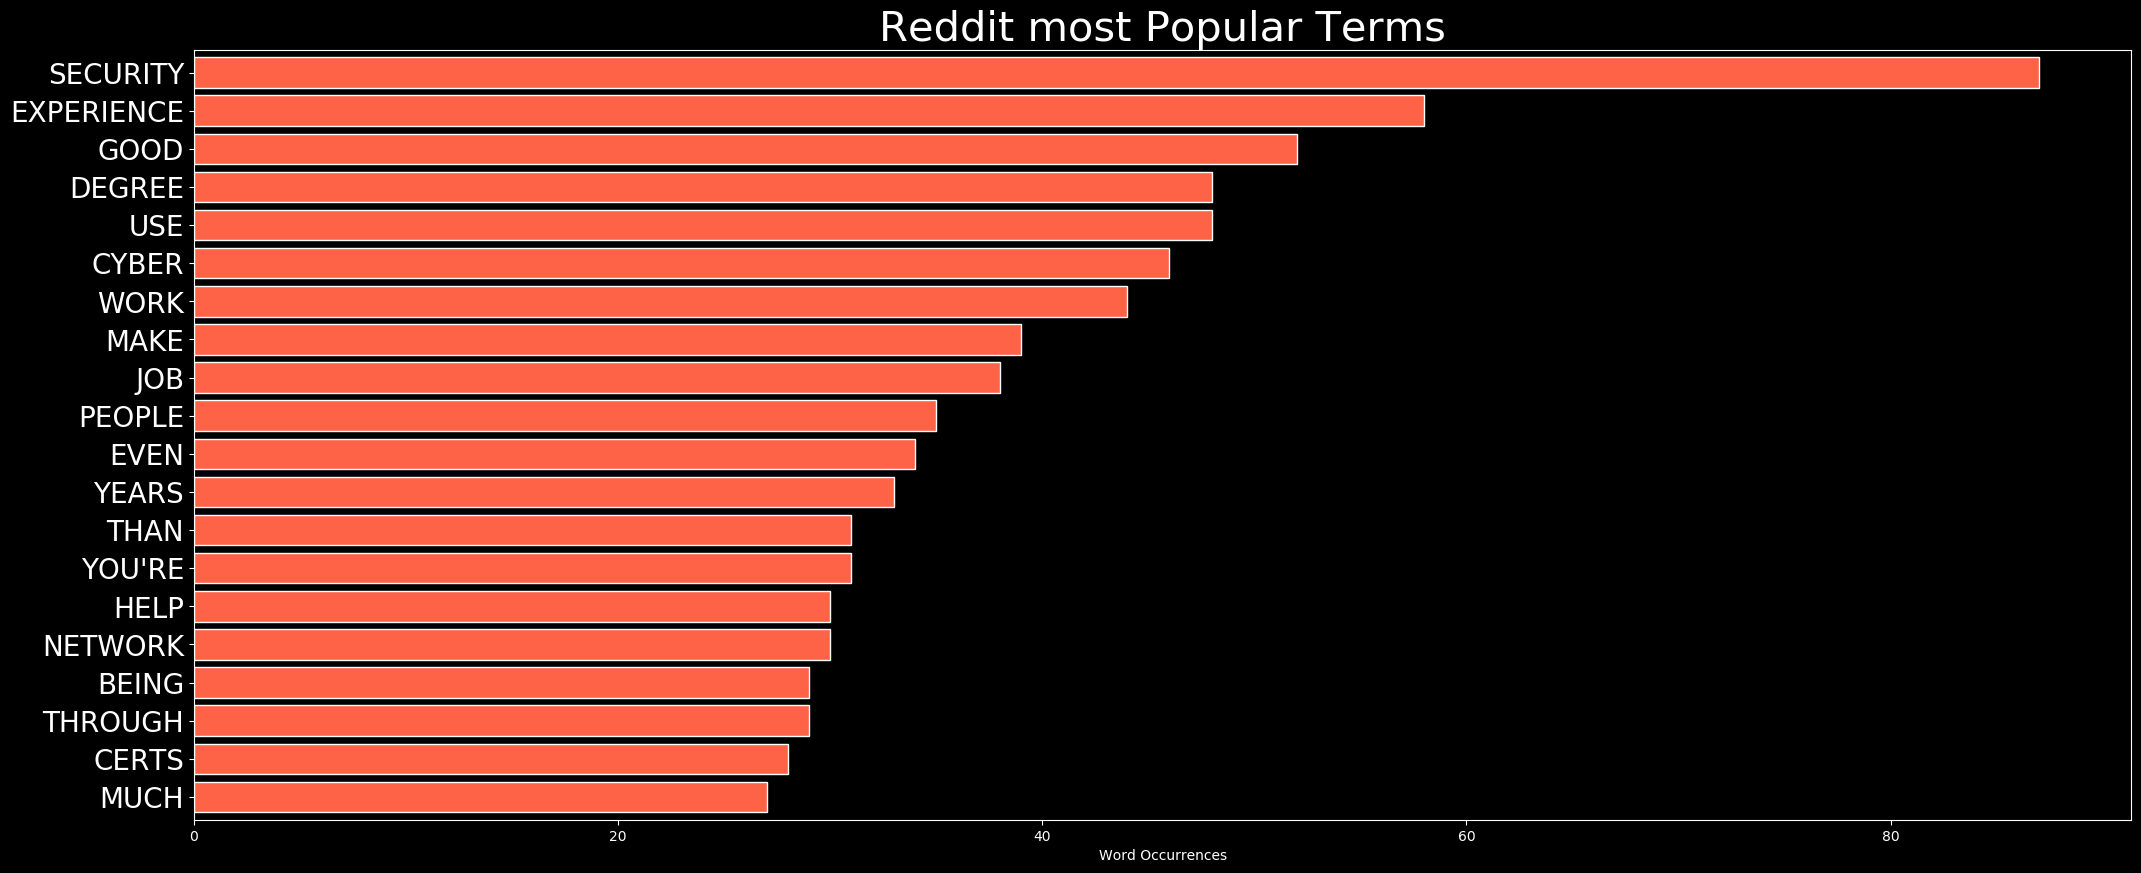 Reddit most Popular Terms
SECURITY
EXPERIENCE
GOOD
DEGREE
USE
CYBER
WORK
MAKE
JOB
PEOPLE
EVEN
YEARS
THAN
YOU'RE
HELP
NETWORK
BEING
THROUGH
CERTS
MUCH
0 20 40 60 80
Word Occurrences